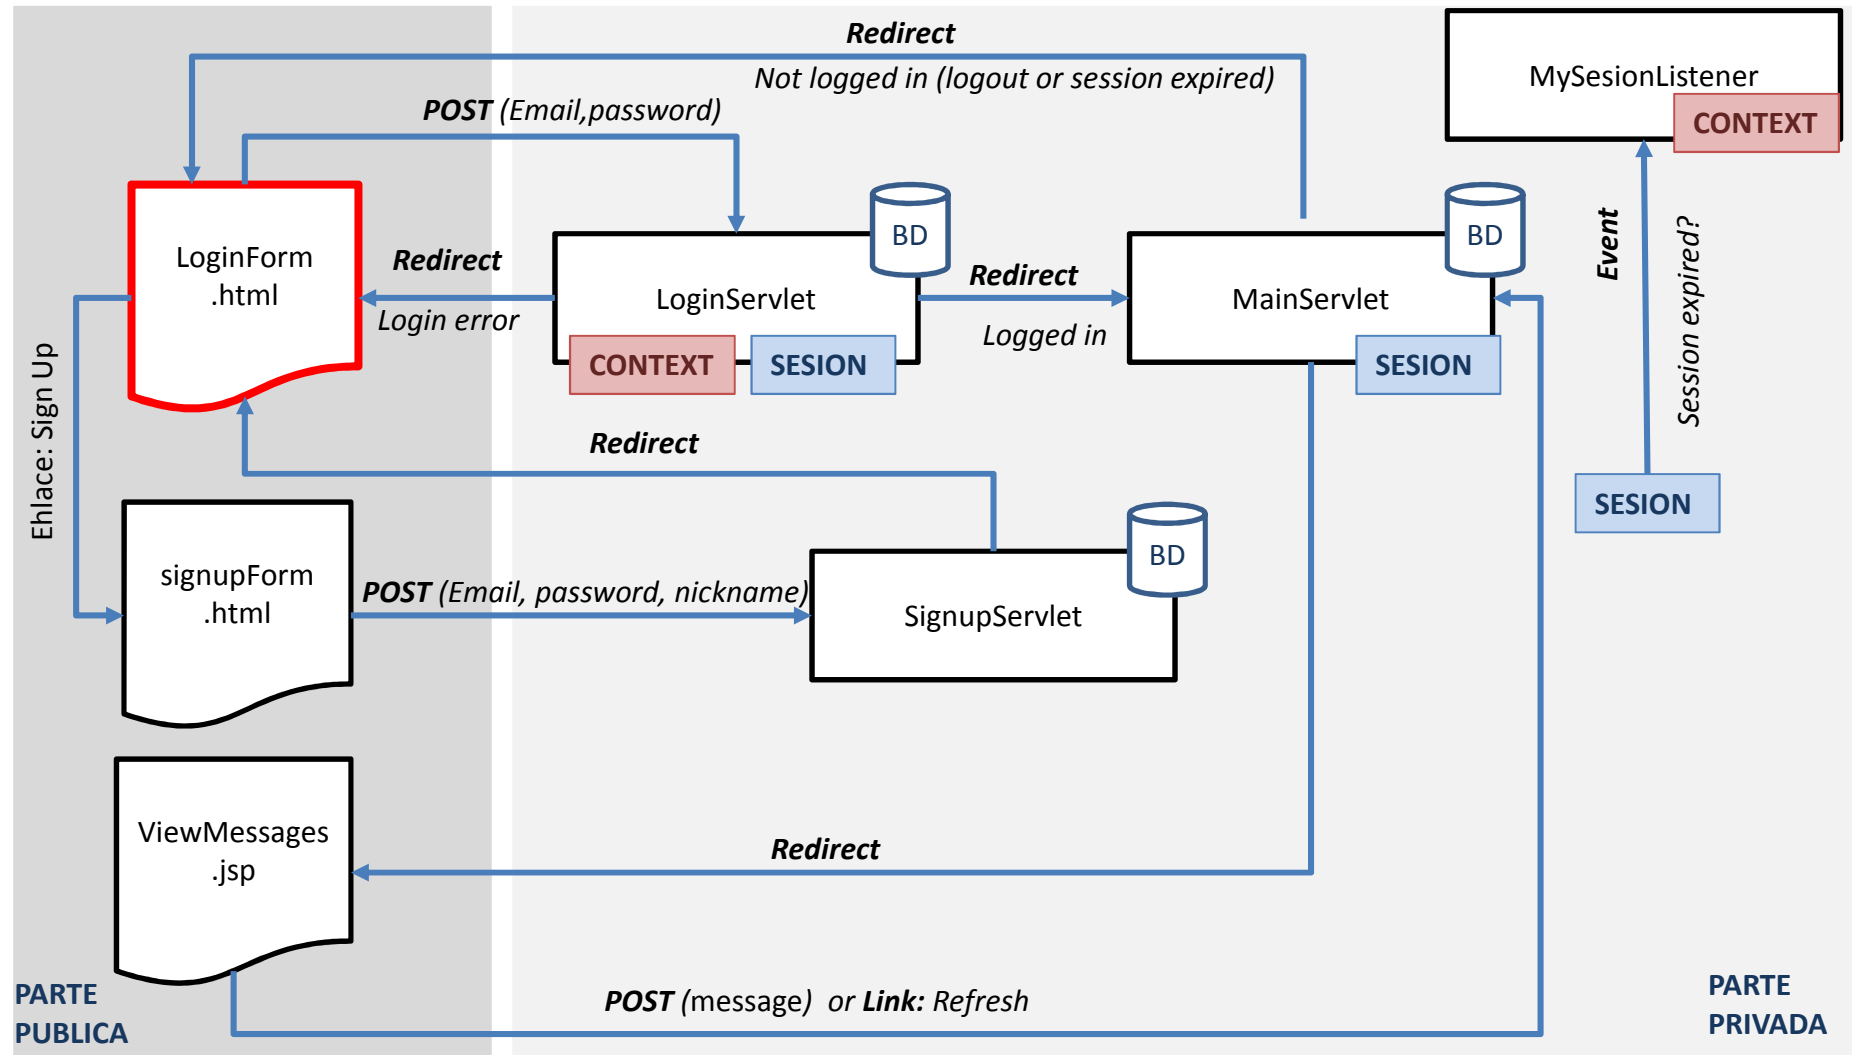 Redirect
Not logged in (logout or session expired)
POST (Email,password)
MySesionListener
CONTEXT
LoginForm
.html
Redirect
Login error
BD
LoginServlet
CONTEXT
SESION
Redirect
Logged in
BD
MainServlet
SESION
Event
Session expired?
SESION
Ehlace: Sign Up
Redirect
signupForm
.html
POST (Email, password, nickname)
BD
SignupServlet
ViewMessages
.jsp
Redirect
PARTE
PUBLICA
POST (message)  or Link: Refresh
PARTE
PRIVADA